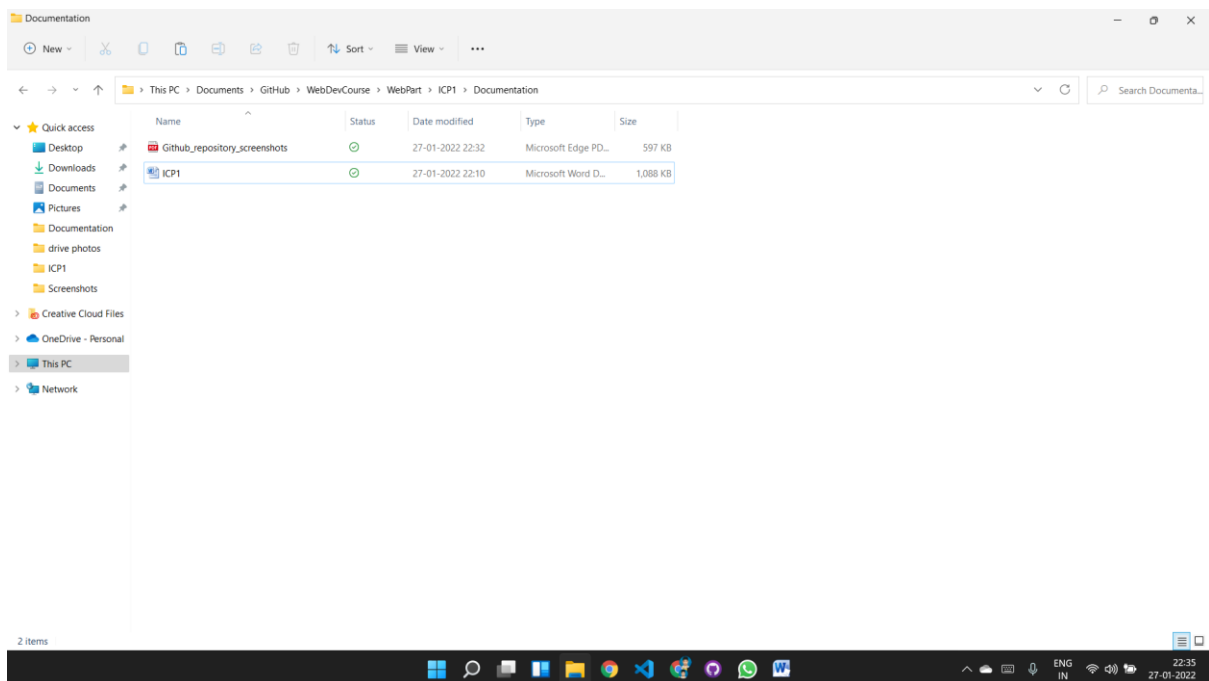 Documentation
New Sort View •••
This PC > Documents > GitHub > WebDevCourse > WebPart > ICP1 > Documentation
Search Documenta...
Name Status Date modified Type Size
Quick access
Desktop
Github_repository_screenshots 27-01-2022 22:32 Microsoft Edge PD... 597 KB
Downloads
ICP1 27-01-2022 22:10 Microsoft Word D... 1,088 KB
Documents
Pictures
Documentation
drive photos
ICP1
Screenshots
Creative Cloud Files
OneDrive - Personal
This PC
Network
2 items
ENG
IN
22:35
27-01-2022